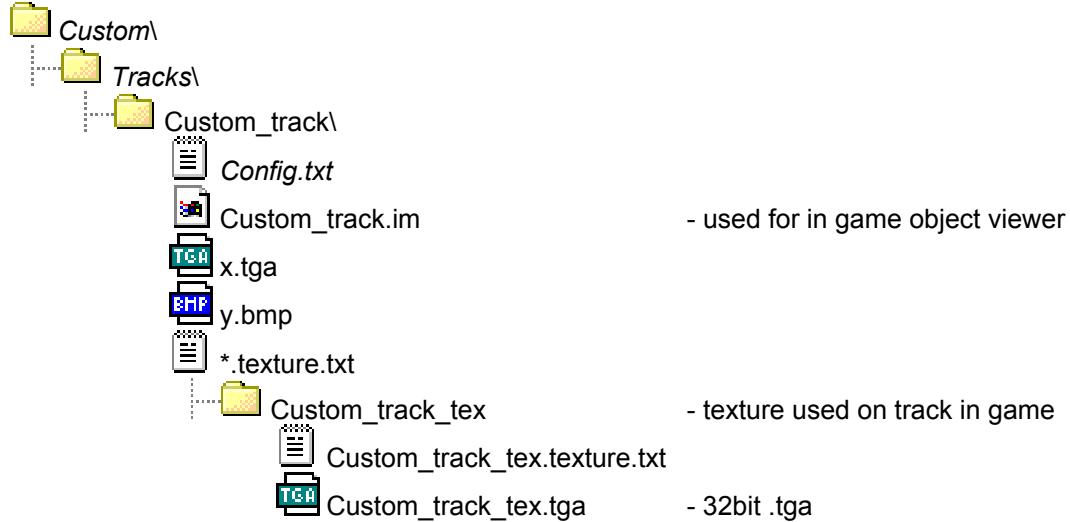 Custom\
Tracks\
Custom_track\
Config.txt
Custom_track.im - used for in game object viewer
TGA x.tga
BMP y.bmp
*.texture.txt
Custom_track_tex - texture used on track in game
Custom_track_tex.texture.txt
TGA Custom_track_tex.tga - 32bit .tga